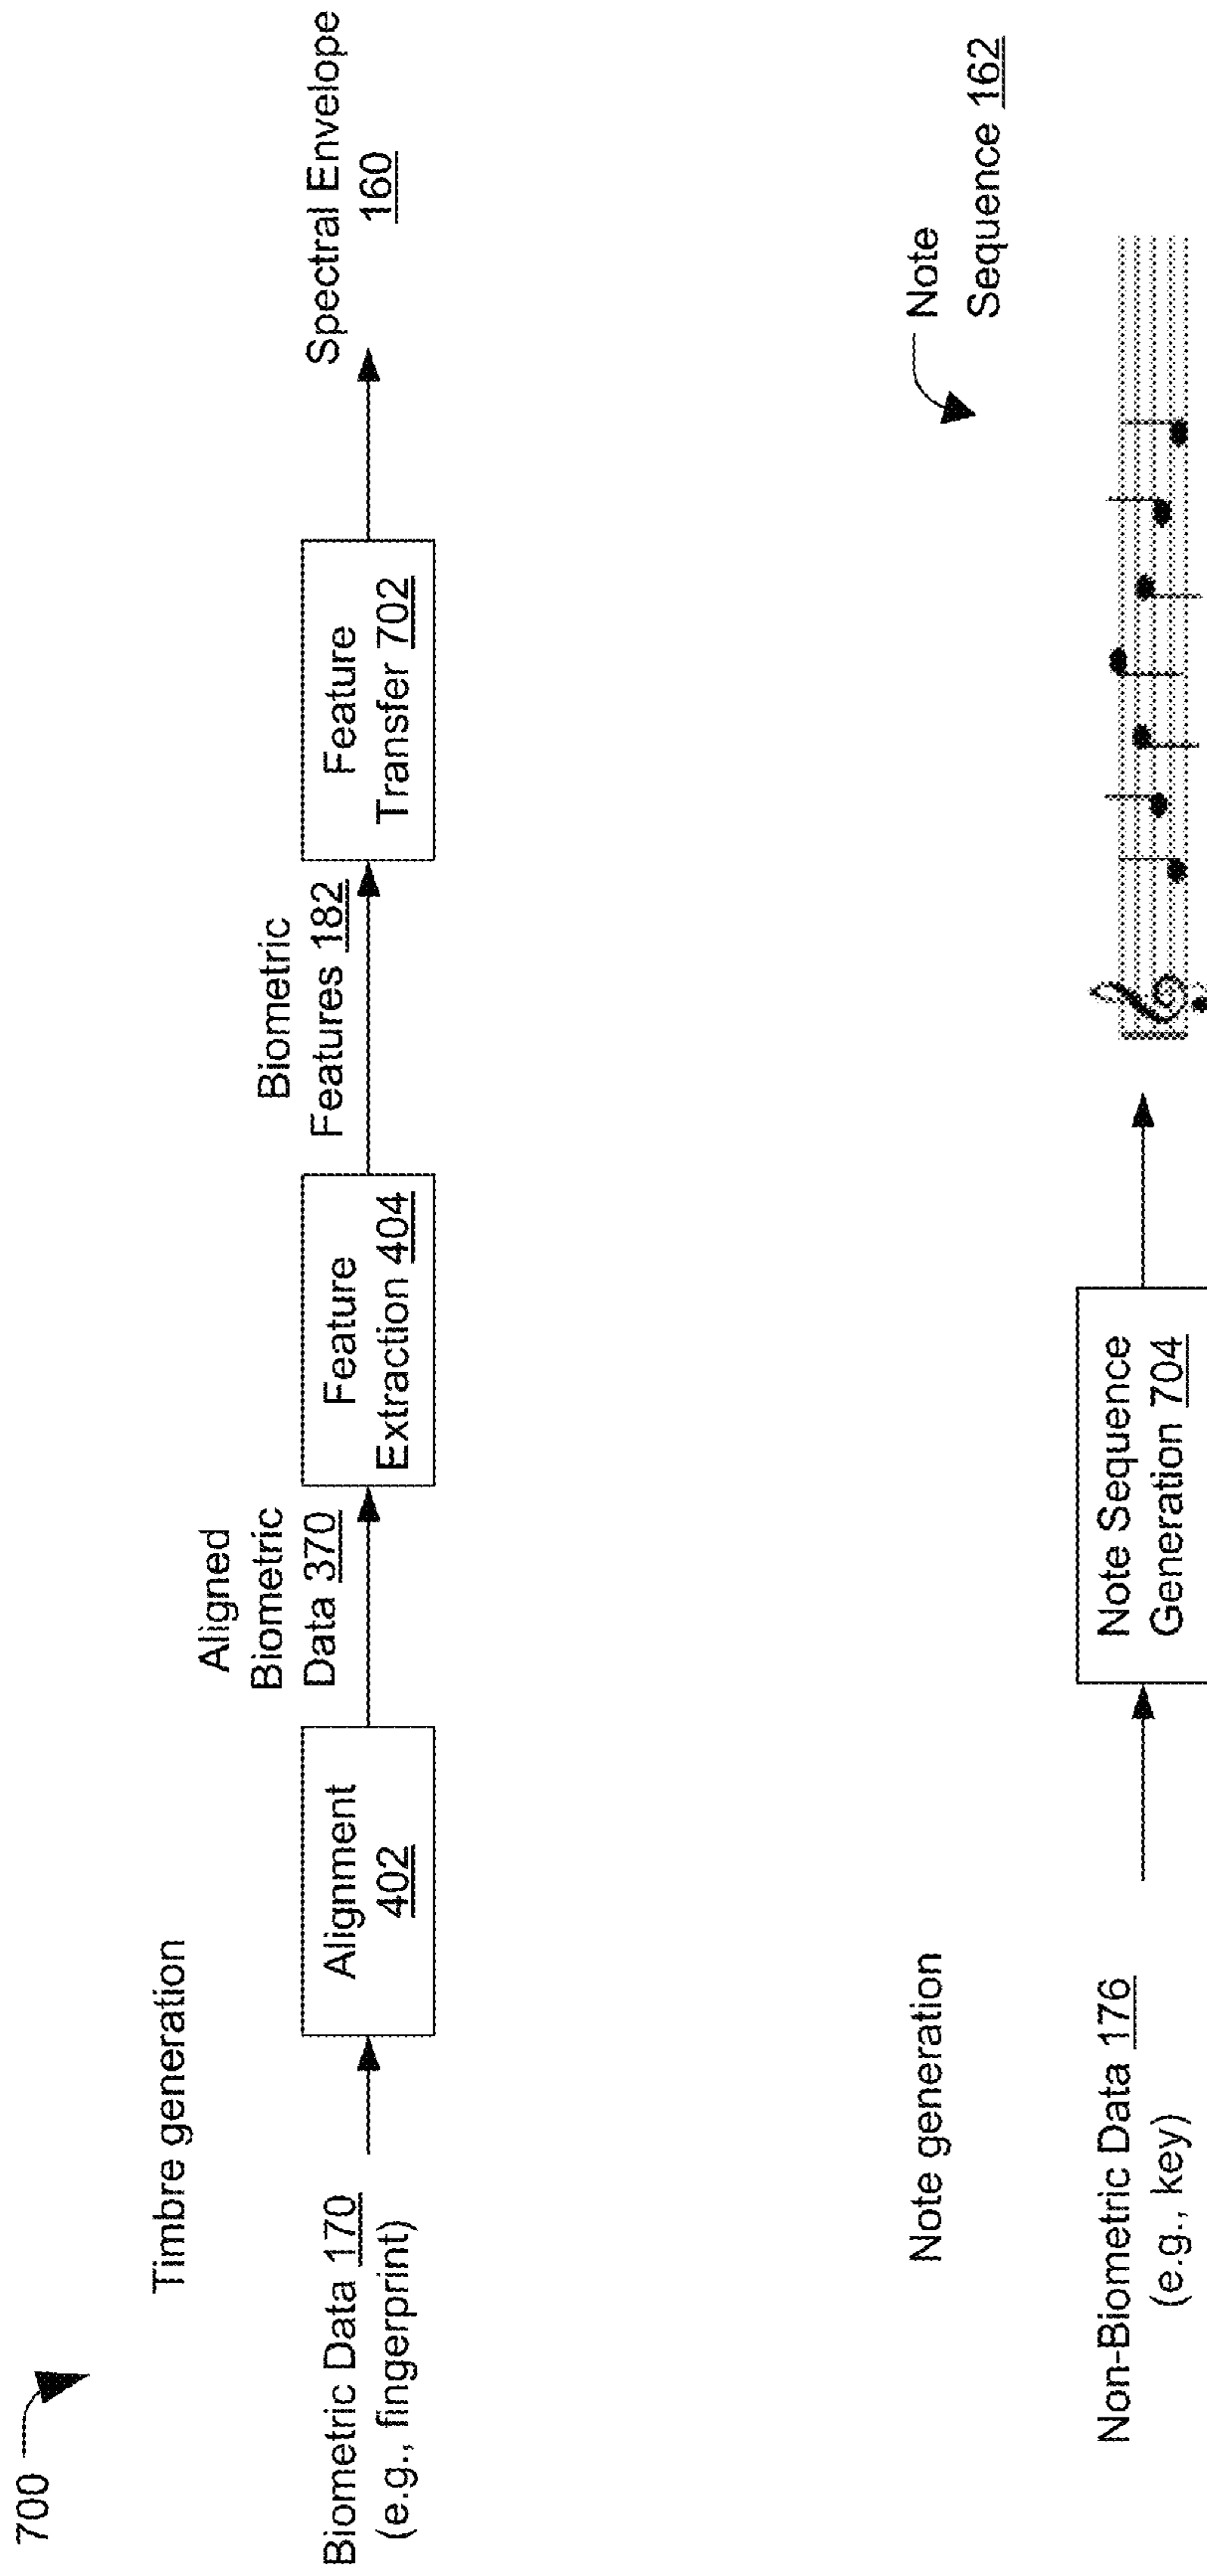 700
Timbre generation
Biometric Data 170
(e.g., fingerprint)
Alignment
402
Aligned
Biometric
Data 370
Feature
Extraction 404
Biometric
Features 182
Feature
Transfer 702
Spectral Envelope
160
Note generation
Non-Biometric Data 176
(e.g., key)
Note Sequence
Generation 704
Note
Sequence 162